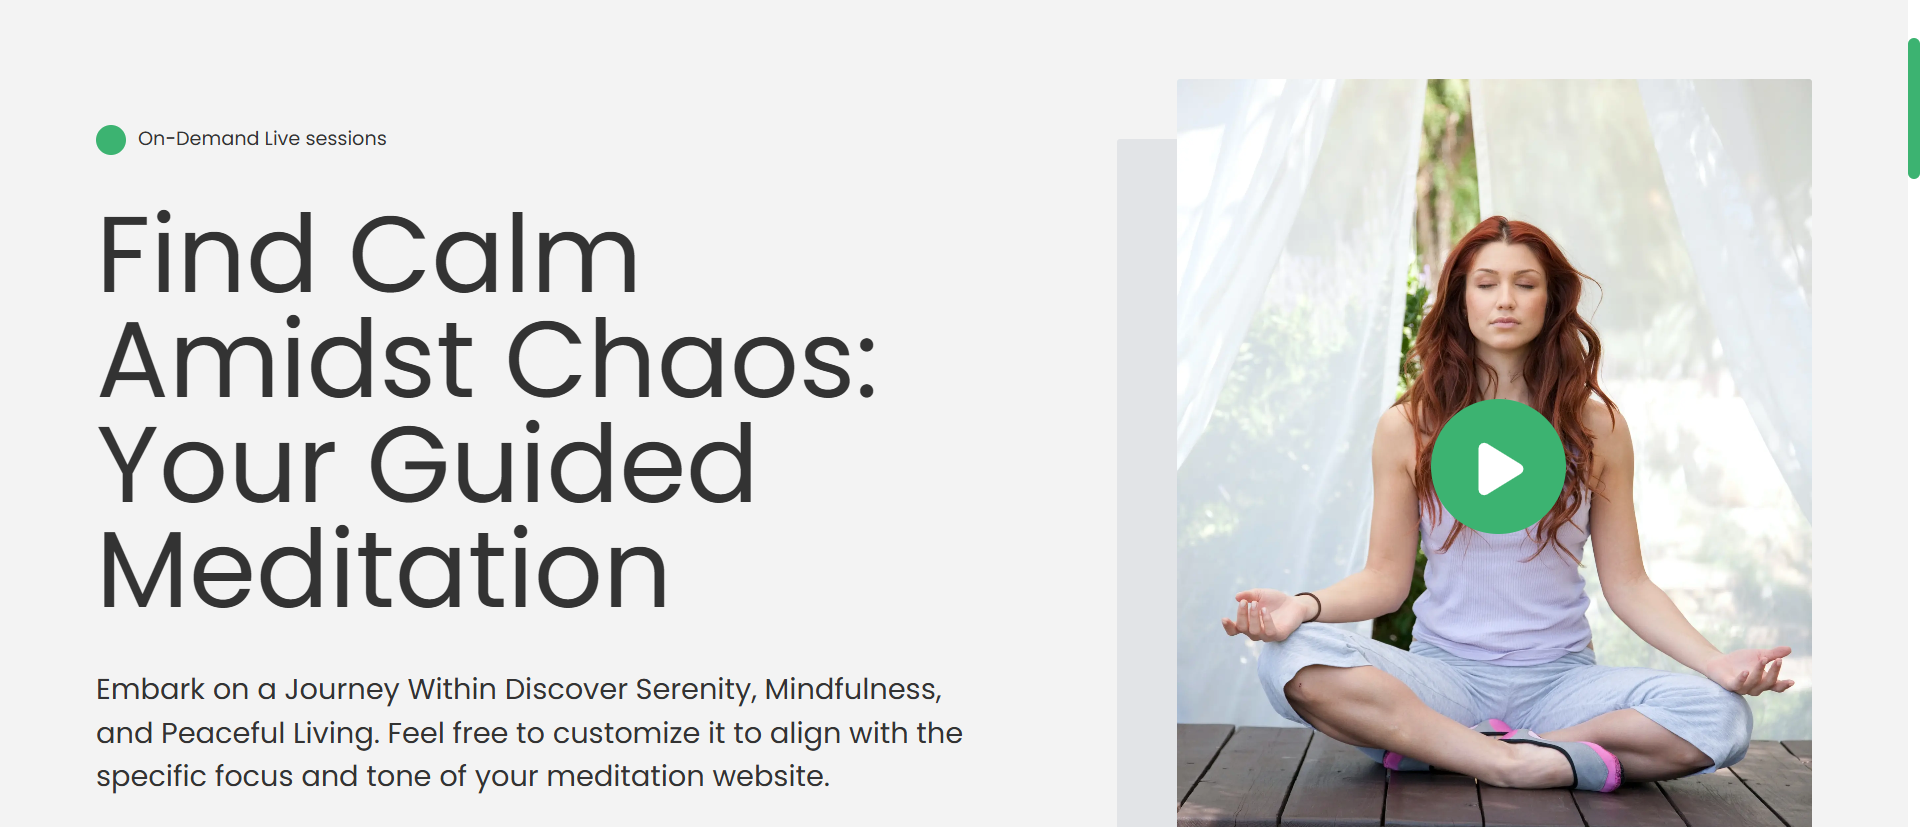 On-Demand Live sessions
Find Calm
Amidst Chaos:
Your Guided
Meditation
Embark on a Journey Within Discover Serenity, Mindfulness,
and Peaceful Living. Feel free to customize it to align with the
specific focus and tone of your meditation website.